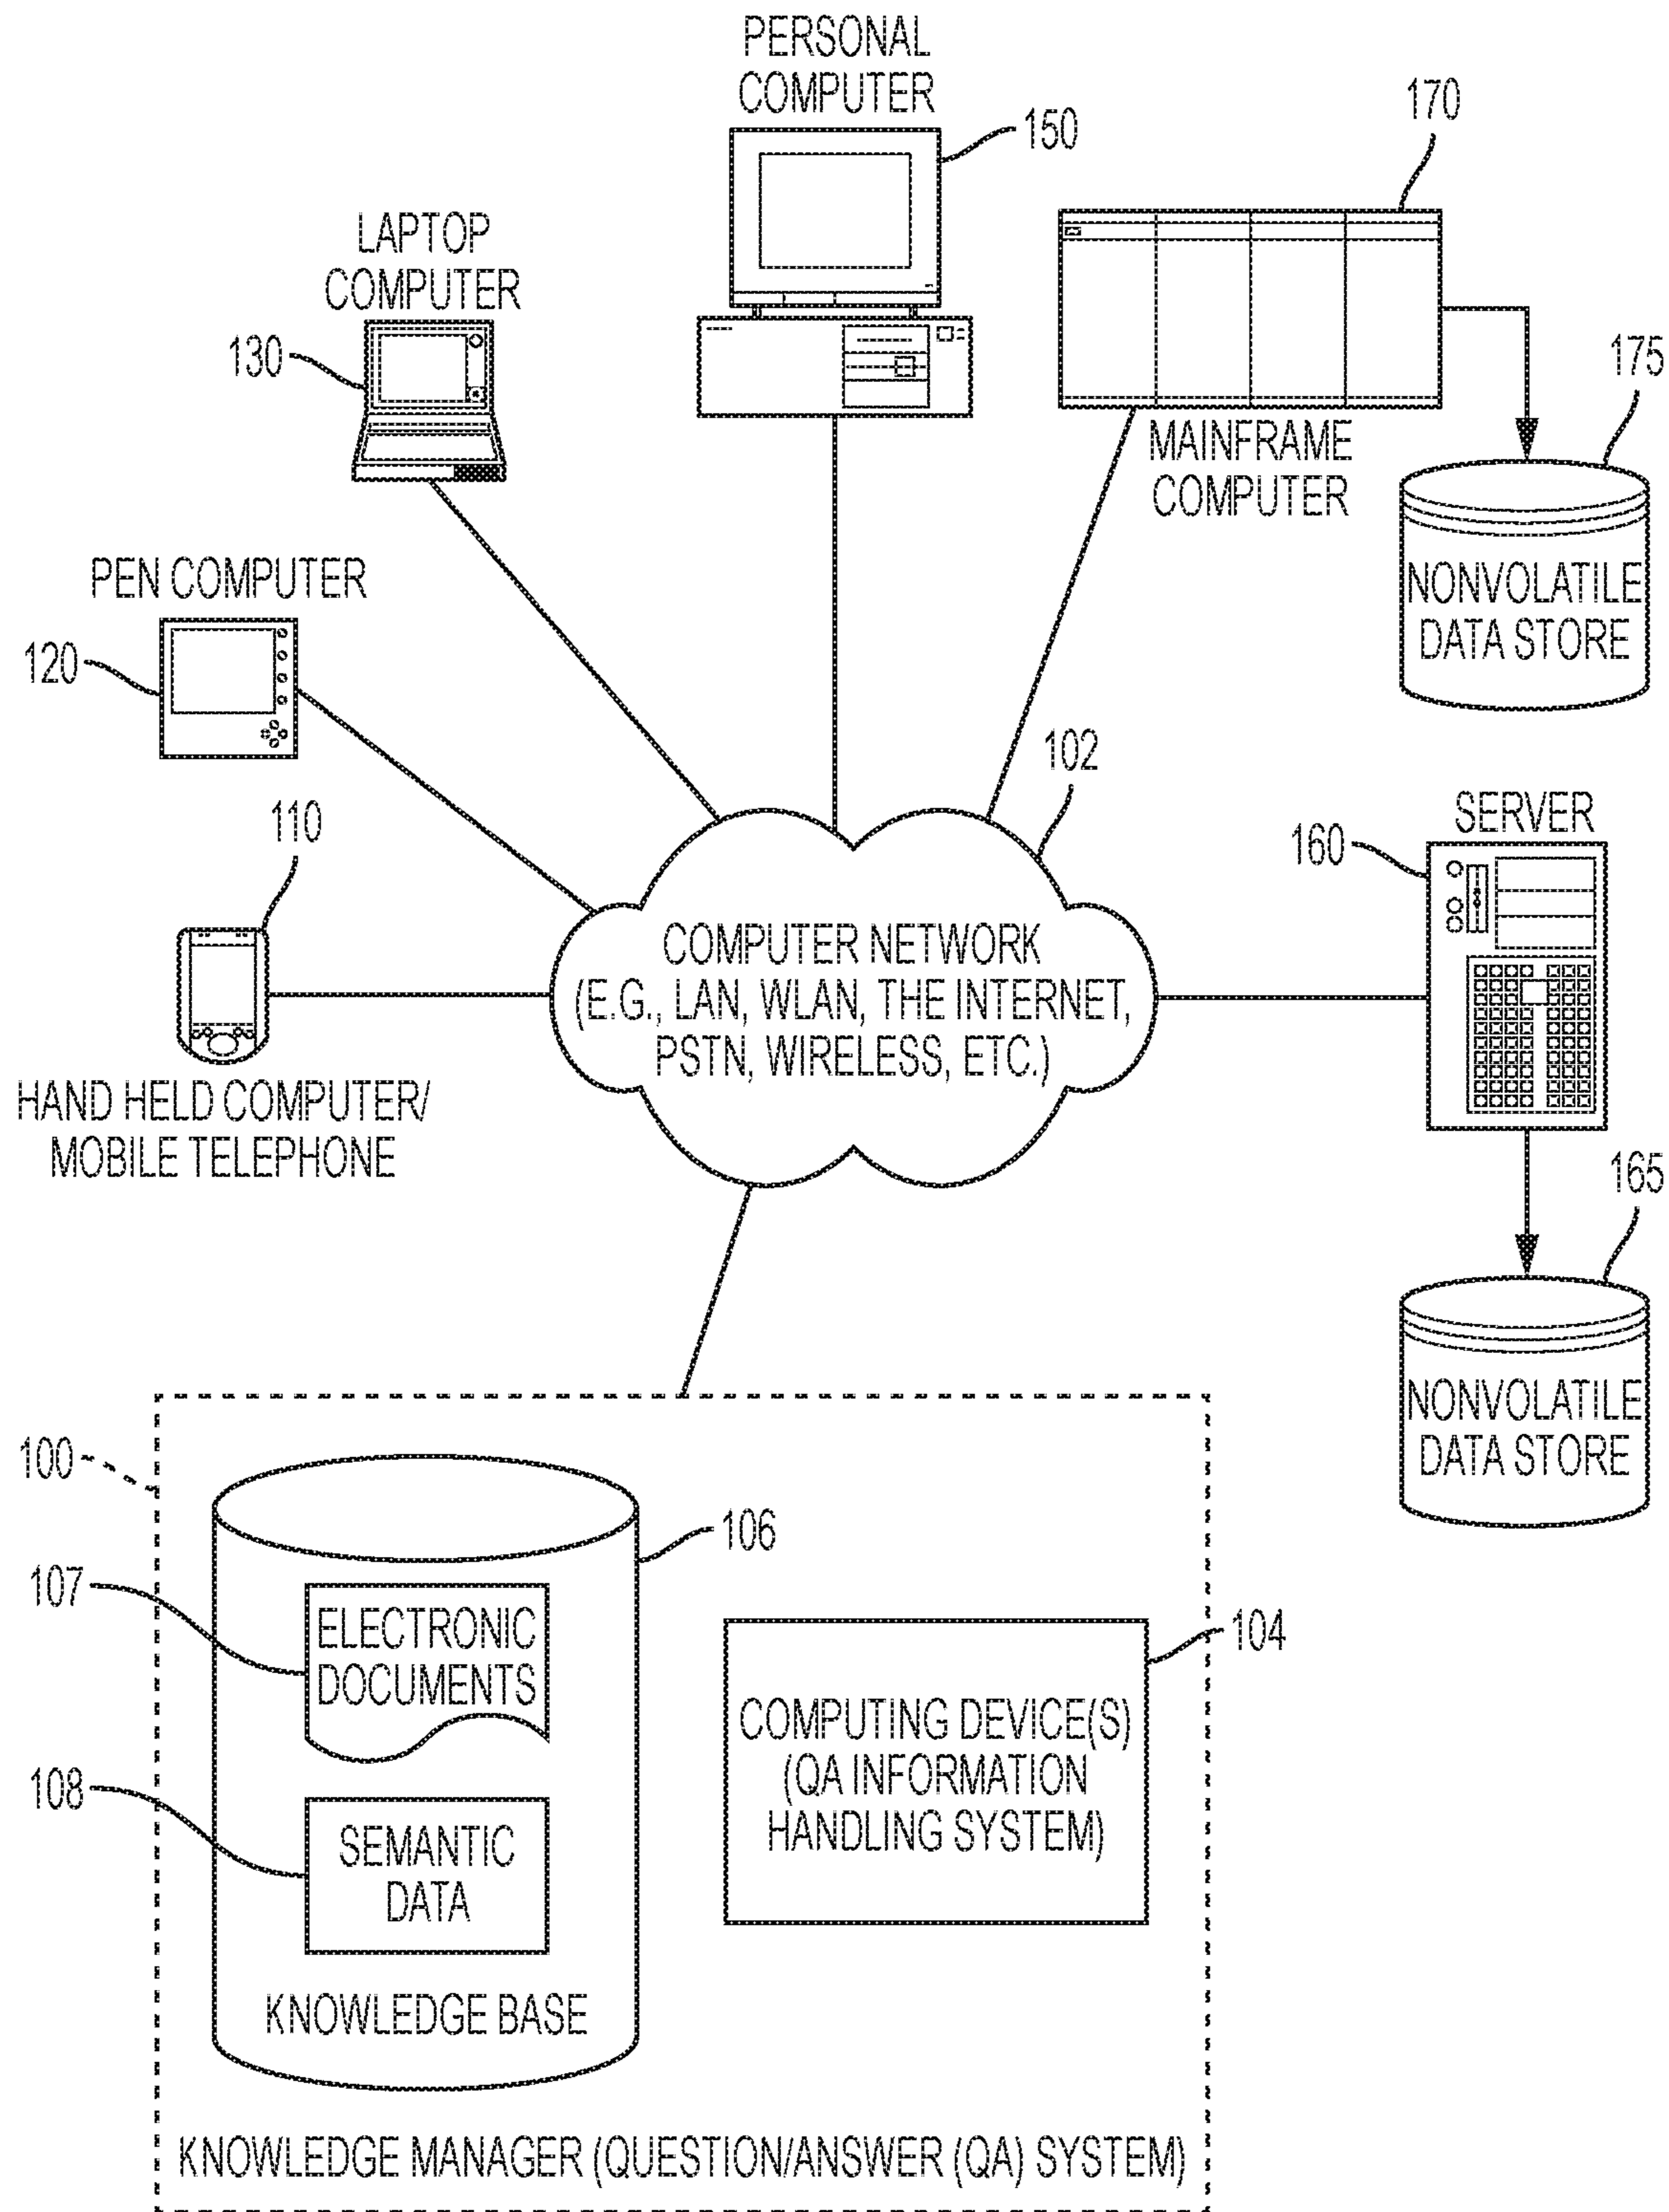 PERSONAL
COMPUTER
150
170
LAPTOP
COMPUTER
130
175
MAINFRAME
COMPUTER
NONVOLATILE
DATA STORE
PEN COMPUTER
120
102
110
SERVER
160
COMPUTER NETWORK
(E.G., LAN, WLAN, THE INTERNET,
PSTN, WIRELESS, ETC.)
HAND HELD COMPUTER/
MOBILE TELEPHONE
165
NONVOLATILE
DATA STORE
100
106
107
ELECTRONIC
DOCUMENTS
104
COMPUTING DEVICE(S)
(QA INFORMATION
HANDLING SYSTEM)
108
SEMANTIC
DATA
KNOWLEDGE BASE
KNOWLEDGE MANAGER (QUESTION/ANSWER (QA) SYSTEM)